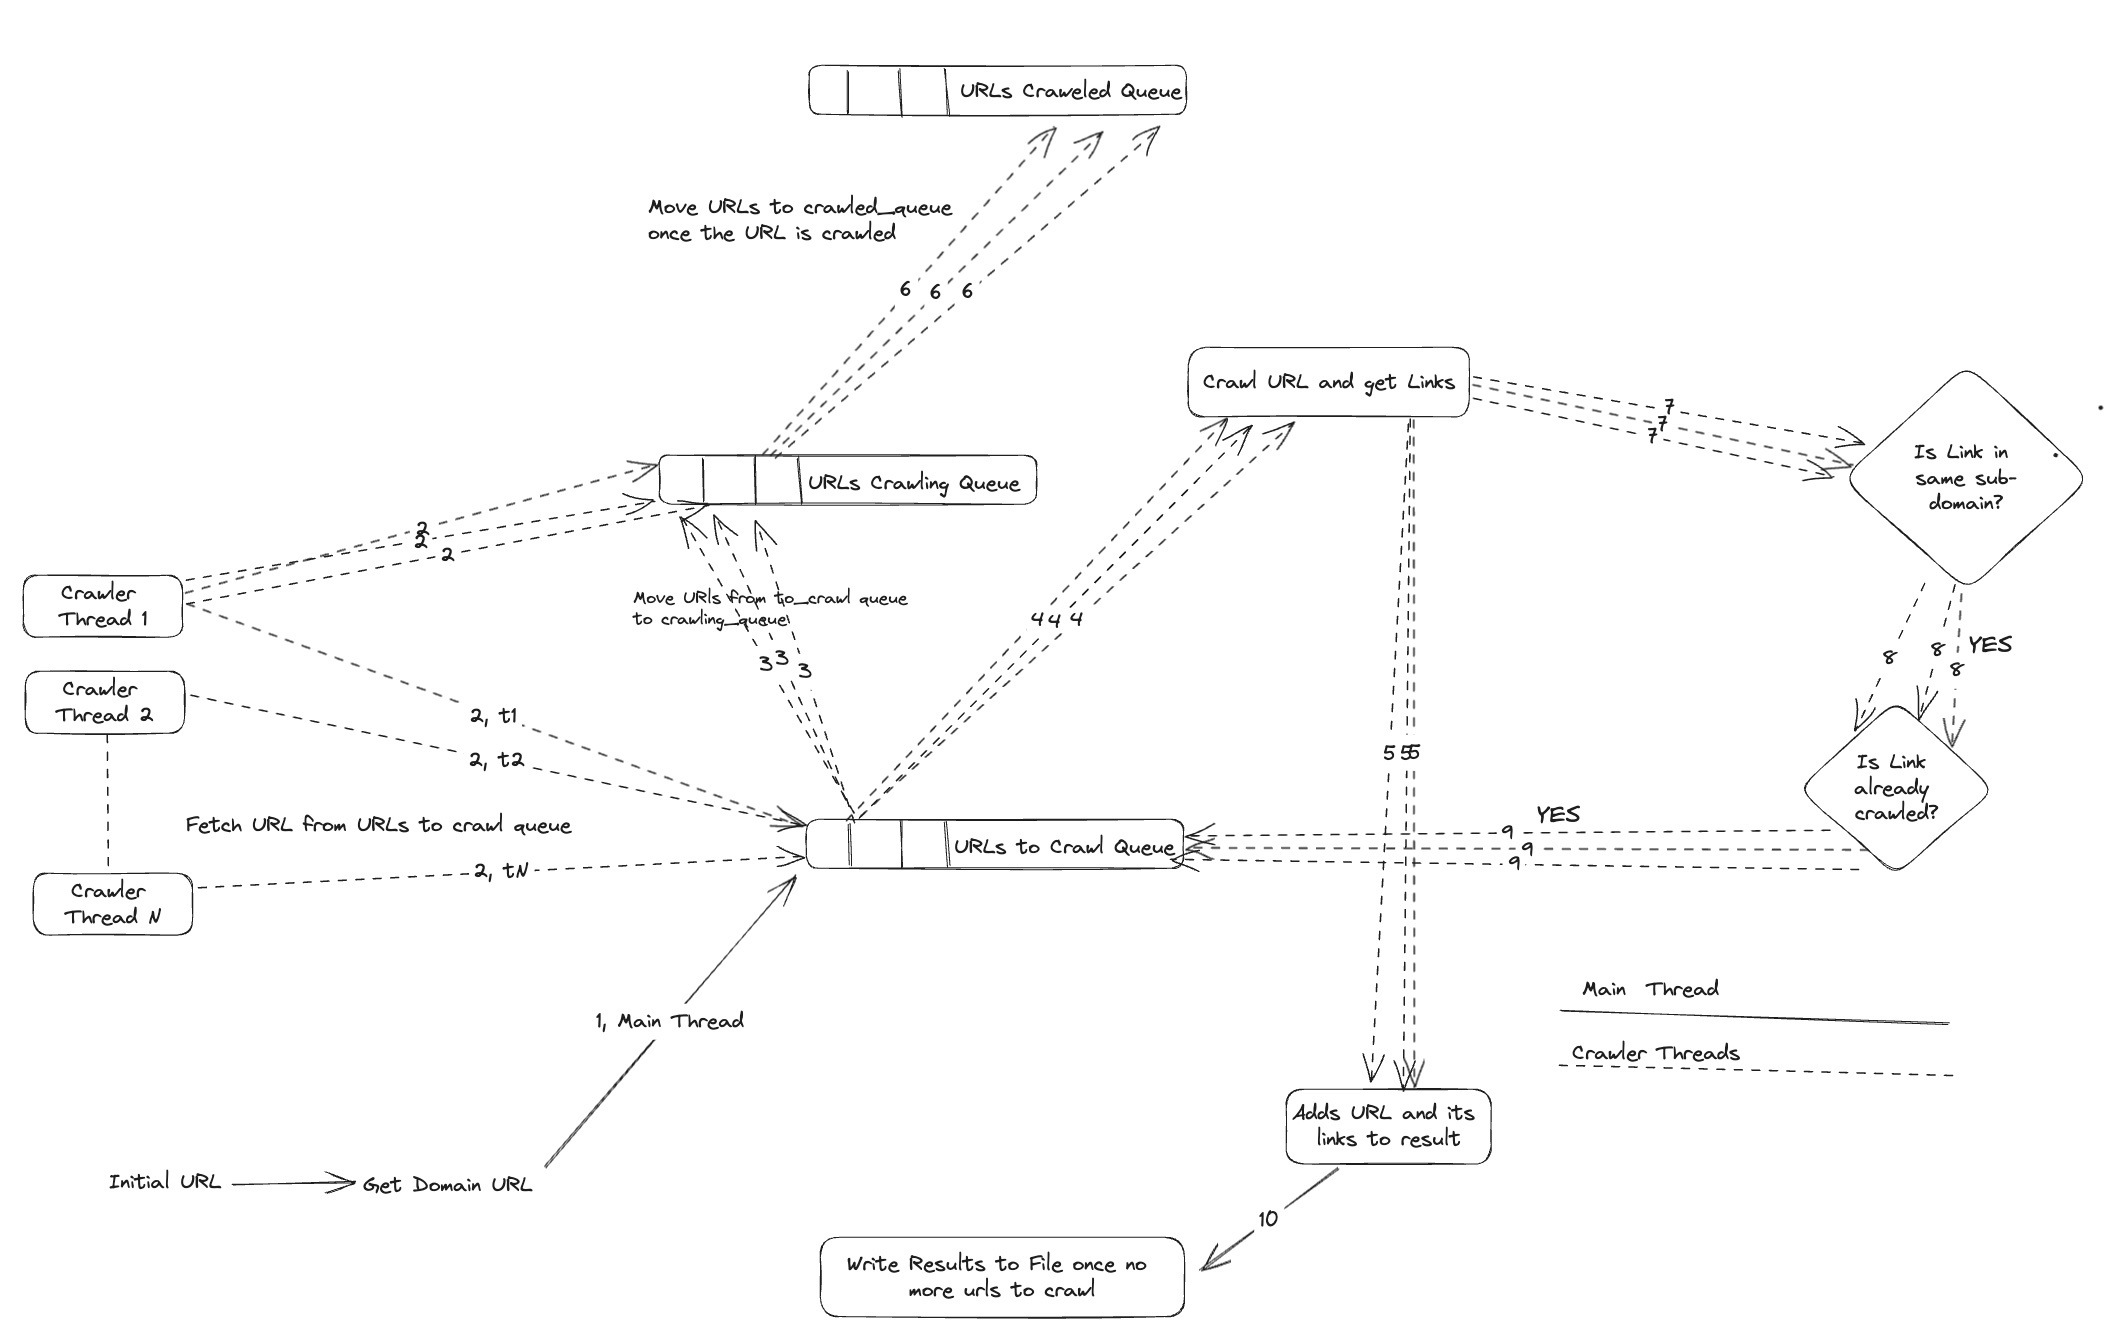 URLs Craweled Queue
Move URLs to crawled_queue
once the URL is crawled
6
6
6
Crawl URL and get Links
7
7
7
Is Link in
same sub-
domain?
URLs Crawling Queue
2
2
2
Crawler
Thread 1
Move URls from to_crawl queue
to crawling_queue
3
3
3
4
4
4
8
8
8
YES
Crawler
Thread 2
2, t1
2, t2
5
5
5
Is Link
already
crawled?
Fetch URL from URLs to crawl queue
URLs to Crawl Queue
YES
9
9
9
2, tN
Crawler
Thread N
1, Main Thread
Main Thread
Crawler Threads
Adds URL and its
links to result
Initial URL
Get Domain URL
10
Write Results to File once no
more urls to crawl